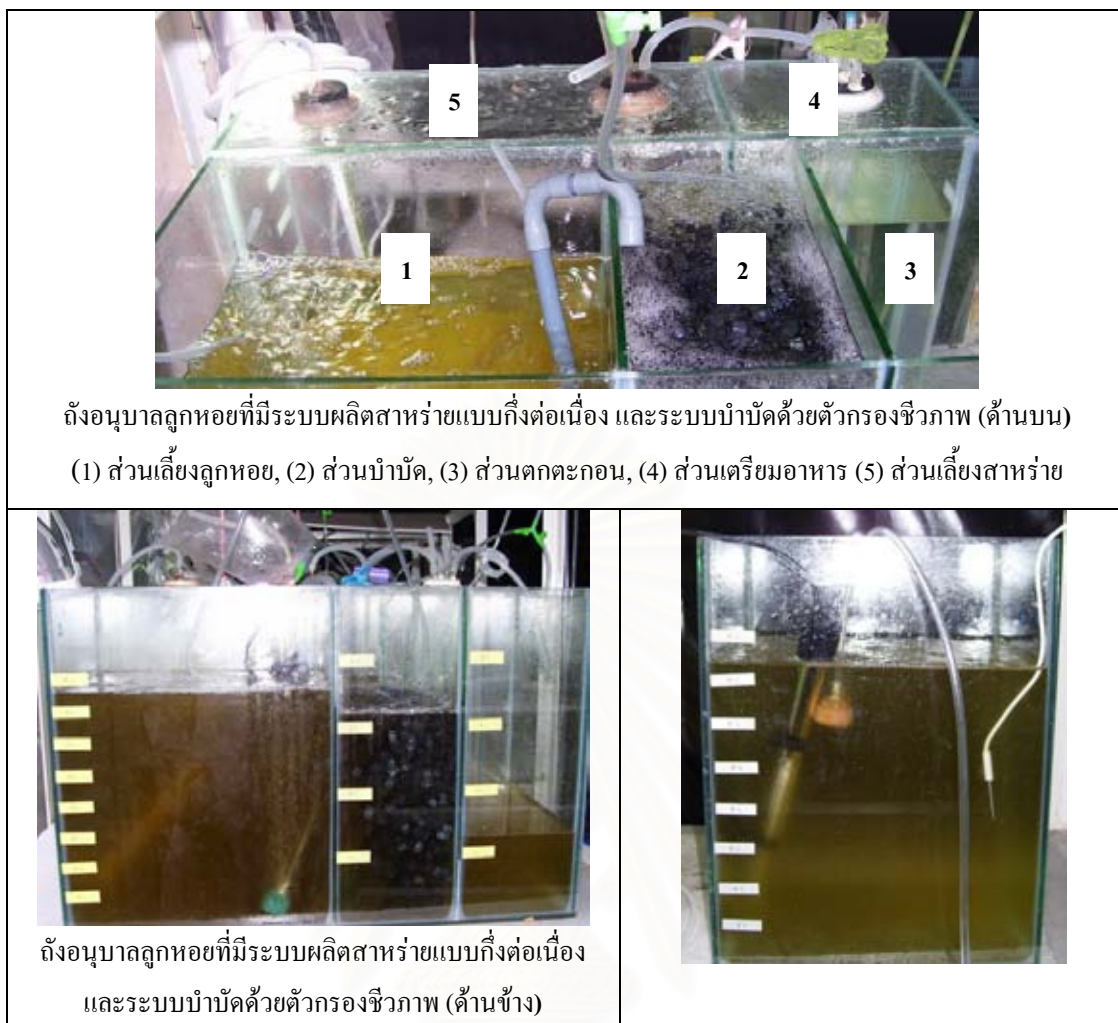 5
4
1
2
3
ถังอนุบาลลูกหอยที่มีระบบผลิตสาหร่ายแบบกึ่งต่อเนื่อง และระบบบำบัดด้วยตัวกรองชีวภาพ (ด้านบน)
(1) ส่วนเลี้ยงลูกหอย, (2) ส่วนบำบัด, (3) ส่วนตกตะกอน, (4) ส่วนเตรียมอาหาร (5) ส่วนเลี้ยงสาหร่าย
ถังอนุบาลลูกหอยที่มีระบบผลิตสาหร่ายแบบกึ่งต่อเนื่อง
และระบบบำบัดด้วยตัวกรองชีวภาพ (ด้านข้าง)